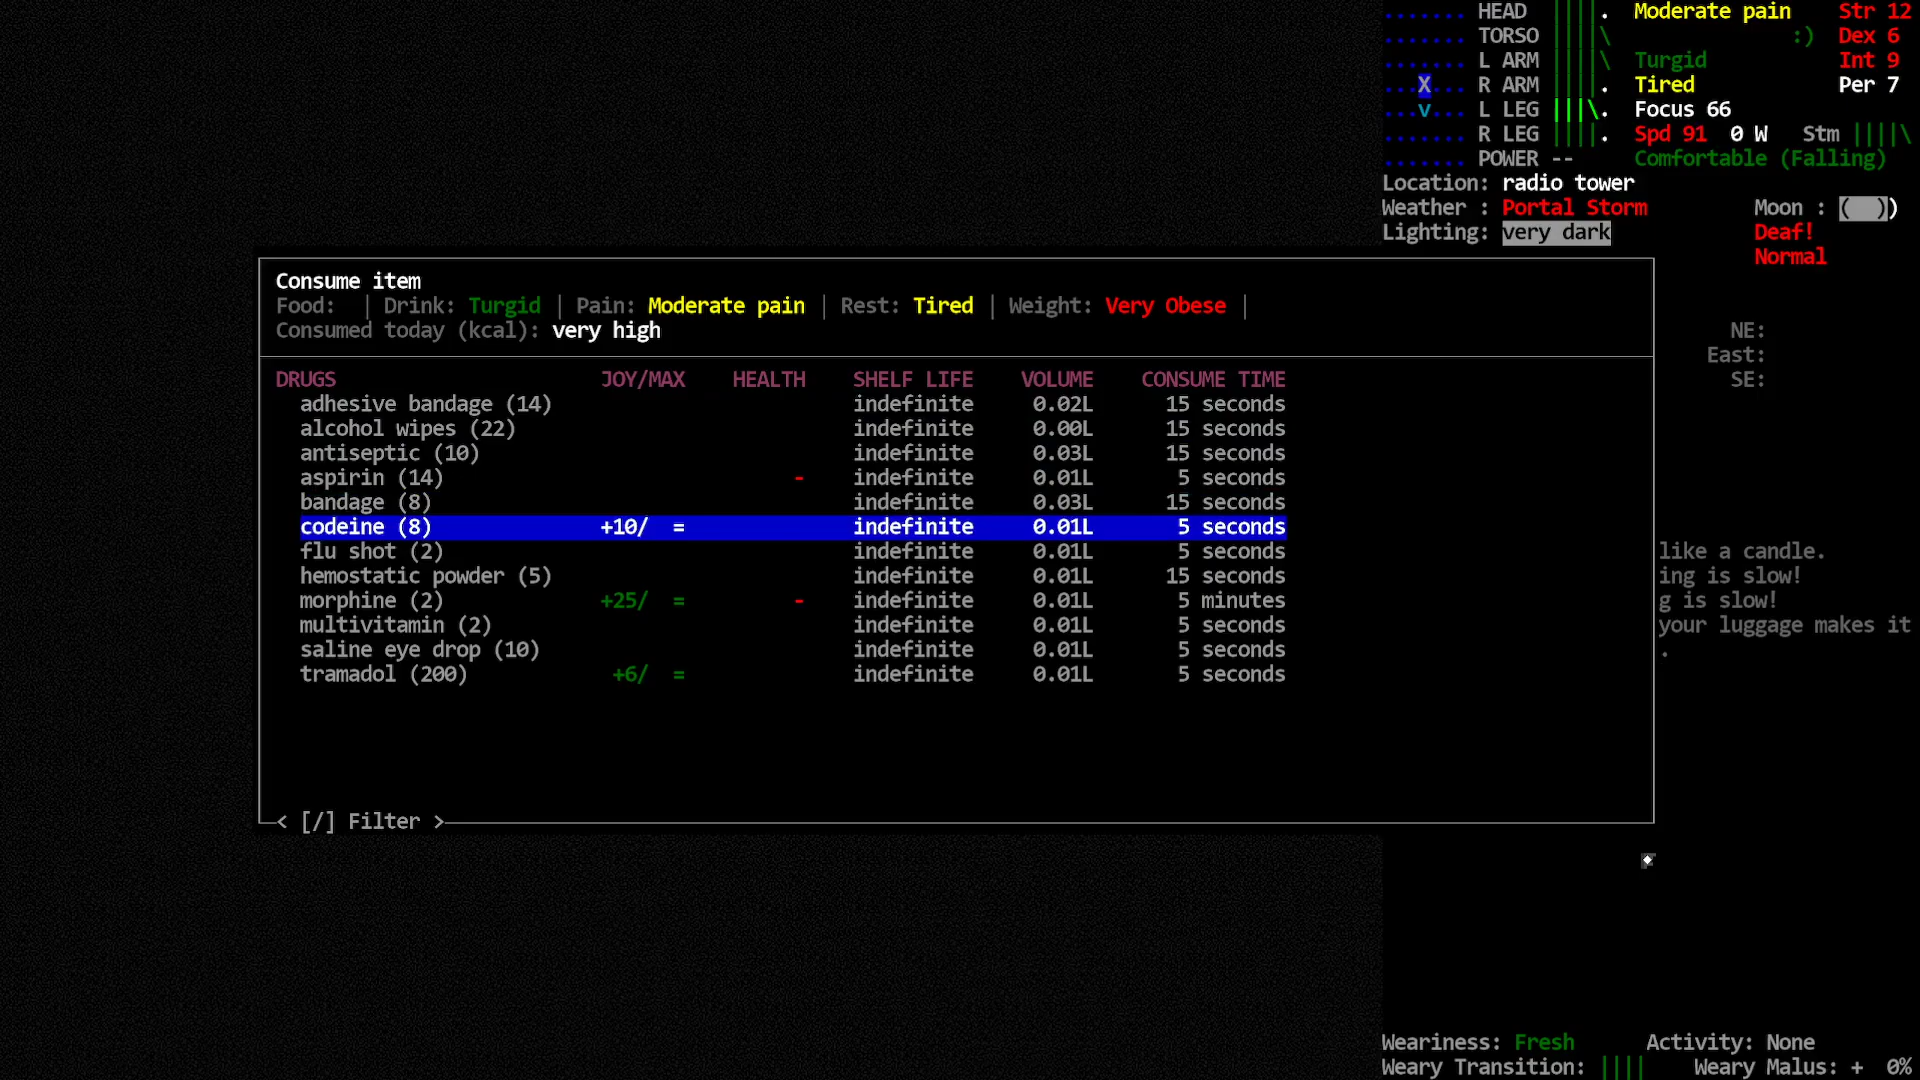 ....... HEAD ||||. Moderate pain Str 12
....... TORSO ||||\ :) Dex 6
....... L ARM ||||\ Turgid Int 9
...X... R ARM ||||. Tired Per 7
...v... L LEG |||\. Focus 66
....... R LEG ||||. Spd 91 0 W Stm ||||\
....... POWER -- Comfortable (Falling)
Location: radio tower
Weather : Portal Storm Moon : (  ))
Lighting: very dark Deaf!
Normal
Consume item
Food: | Drink: Turgid | Pain: Moderate pain | Rest: Tired | Weight: Very Obese |
Consumed today (kcal): very high
NE:
East:
SE:
DRUGS JOY/MAX HEALTH SHELF LIFE VOLUME CONSUME TIME
adhesive bandage (14) indefinite 0.02L 15 seconds
alcohol wipes (22) indefinite 0.00L 15 seconds
antiseptic (10) indefinite 0.03L 15 seconds
aspirin (14) - indefinite 0.01L 5 seconds
bandage (8) indefinite 0.03L 15 seconds
codeine (8) +10/ = indefinite 0.01L 5 seconds
flu shot (2) indefinite 0.01L 5 seconds
hemostatic powder (5) indefinite 0.01L 15 seconds
morphine (2) +25/ = - indefinite 0.01L 5 minutes
multivitamin (2) indefinite 0.01L 5 seconds
saline eye drop (10) indefinite 0.01L 5 seconds
tramadol (200) +6/ = indefinite 0.01L 5 seconds
like a candle.
ing is slow!
g is slow!
your luggage makes it
.
< [/] Filter >
Weariness: Fresh Activity: None
Weary Transition: |||| Weary Malus: + 0%